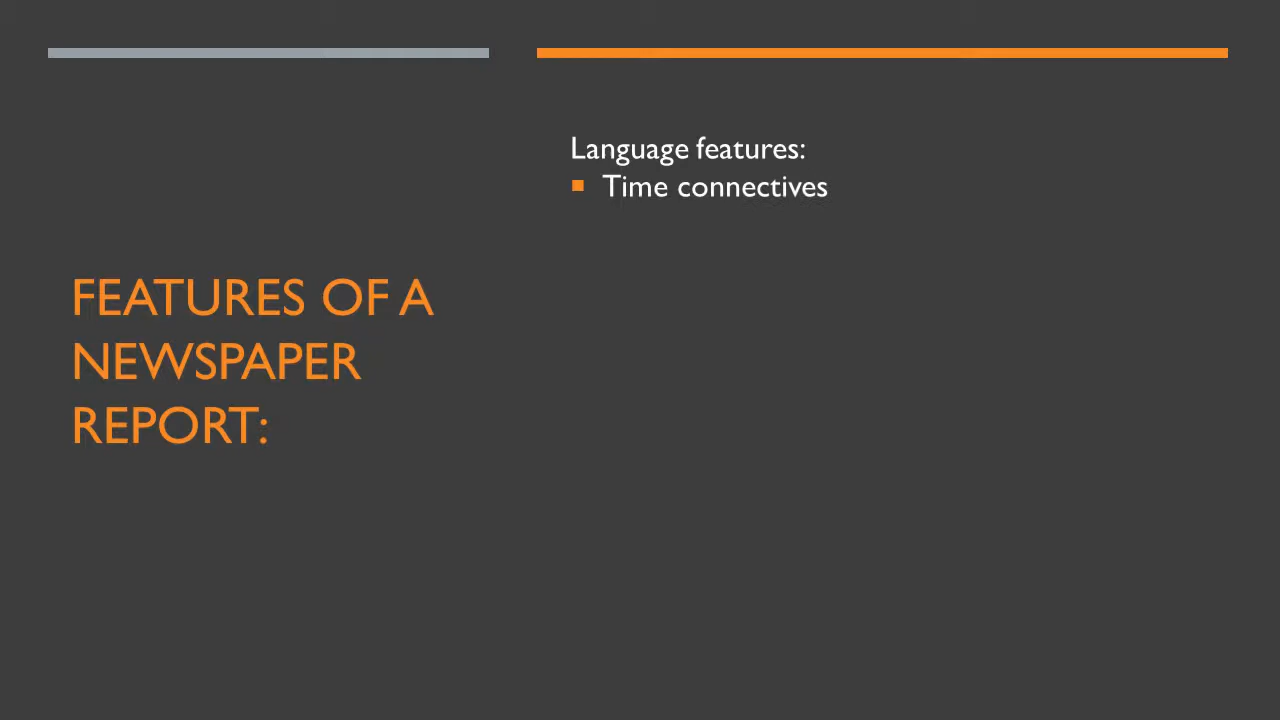 FEATURES OF A
NEWSPAPER
REPORT:
Language features:
Time connectives